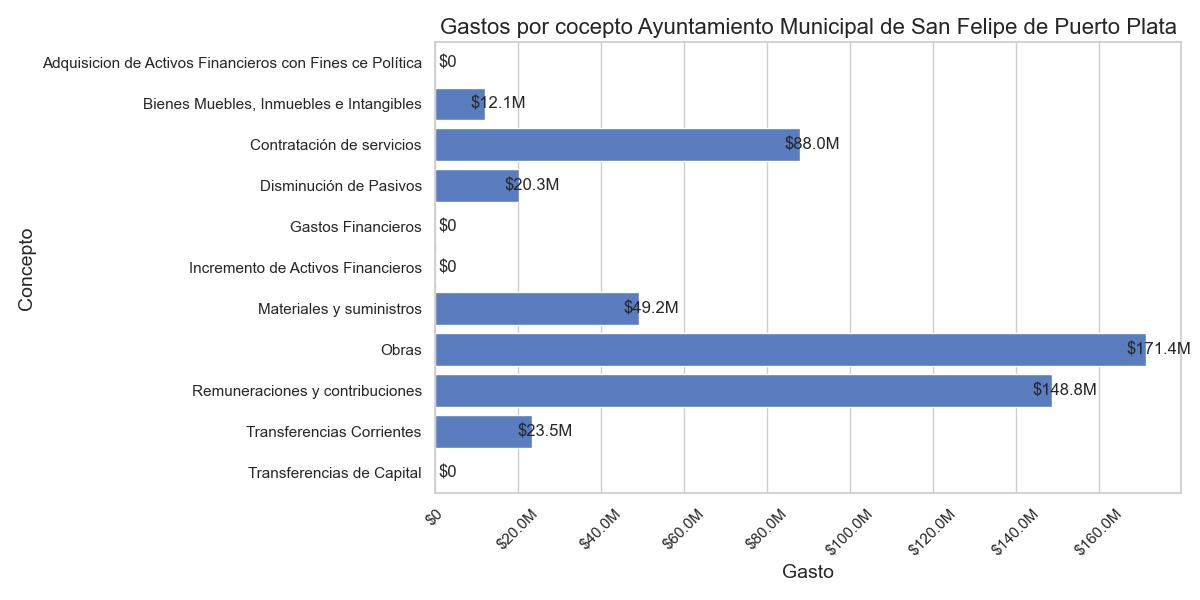 Gastos por cocepto Ayuntamiento Municipal de San Felipe de Puerto Plata
Concepto
Adquisicion de Activos Financieros con Fines ce Política $0
Bienes Muebles, Inmuebles e Intangibles $12.1M
Contratación de servicios $88.0M
Disminución de Pasivos $20.3M
Gastos Financieros $0
Incremento de Activos Financieros $0
Materiales y suministros $49.2M
Obras $171.4M
Remuneraciones y contribuciones $148.8M
Transferencias Corrientes $23.5M
Transferencias de Capital $0
$0 $20.0M $40.0M $60.0M $80.0M $100.0M $120.0M $140.0M $160.0M
Gasto